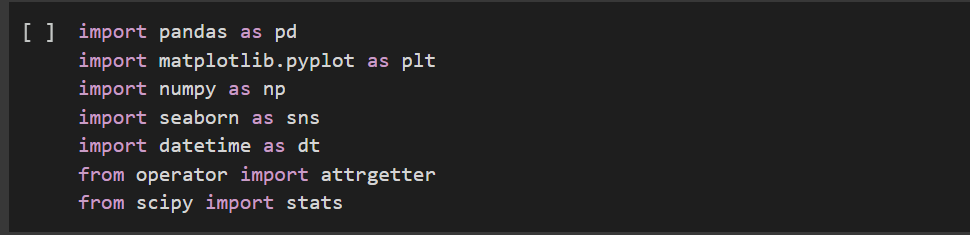 [ ] import pandas as pd
import matplotlib.pyplot as plt
import numpy as np
import seaborn as sns
import datetime as dt
from operator import attrgetter
from scipy import stats